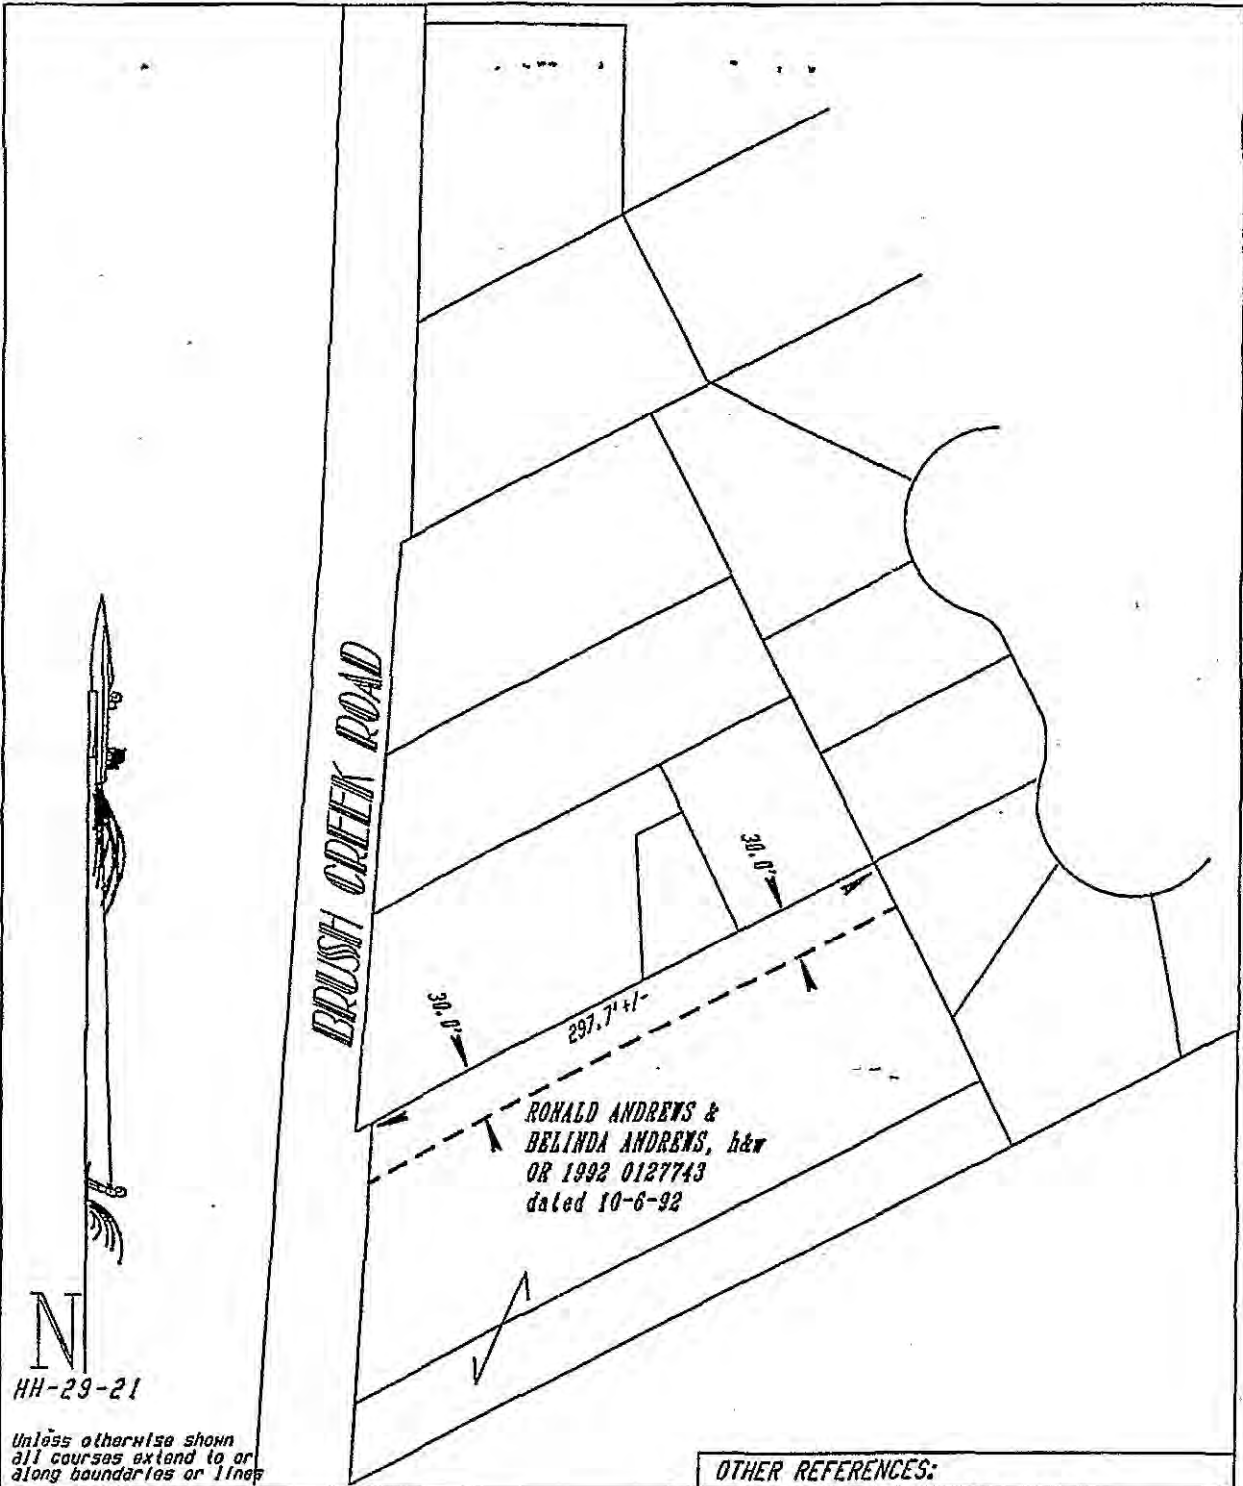 BRUSH CREEK ROAD
30.0'
30.0'
297.7'+/-
RONALD ANDREWS &
BELINDA ANDREWS, h&w
OR 1992 0127743
dated 10-6-92
N
HH-29-21
Unless otherwise shown
all courses extend to or
along boundaries or lines
OTHER REFERENCES: